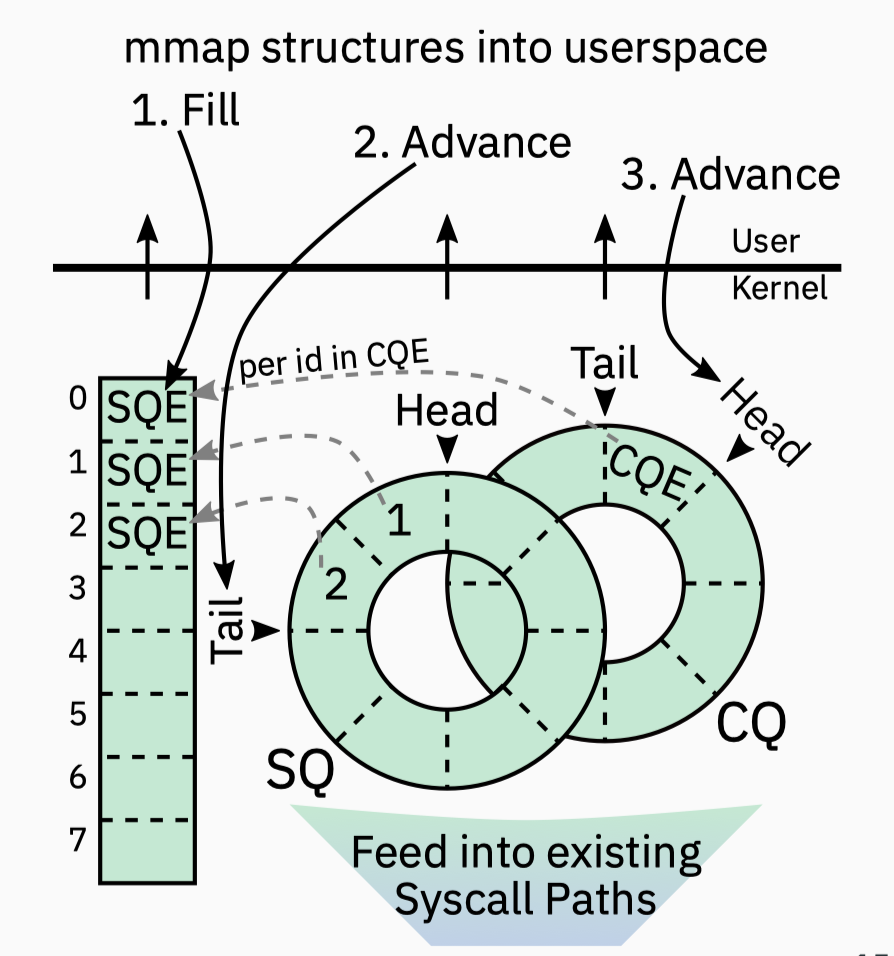 mmap structures into userspace
1. Fill
2. Advance
3. Advance
User
Kernel
per id in CQE
Tail
Head
Head
0
SQE
1
SQE
2
SQE
3
4
5
6
7
CQE
1
2
Tail
SQ
CQ
Feed into existing
Syscall Paths